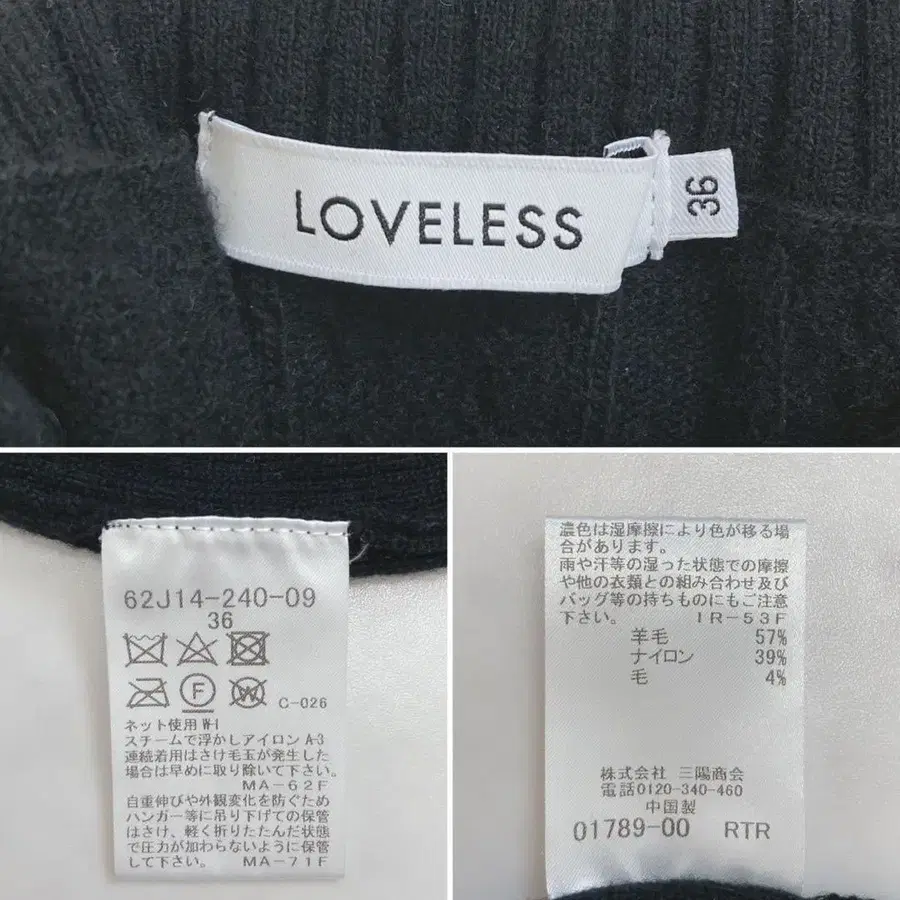 LOVELESS
36
62J14-240-09
36
F
W
C-026
ネット使用 W-I
スチームで浮かしアイロン A-3
連続着用はさけ毛玉が発生した
場合は早めに取り除いて下さい。
MA-62F
自重伸びや外観変化を防ぐため
ハンガー等に吊り下げての保管
はさけ、軽く折りたたんだ状態
で圧力が加わらないように保管
して下さい。 MA-71F
濃色は湿摩擦により色が移る場
合があります。
雨や汗等の湿った状態での摩擦
や他の衣類との組み合わせ及び
バッグ等の持ちものにもご注意
下さい。 IR-53F
羊毛 57%
ナイロン 39%
毛 4%
株式会社 三陽商会
電話0120-340-460
中国製
01789-00 RTR